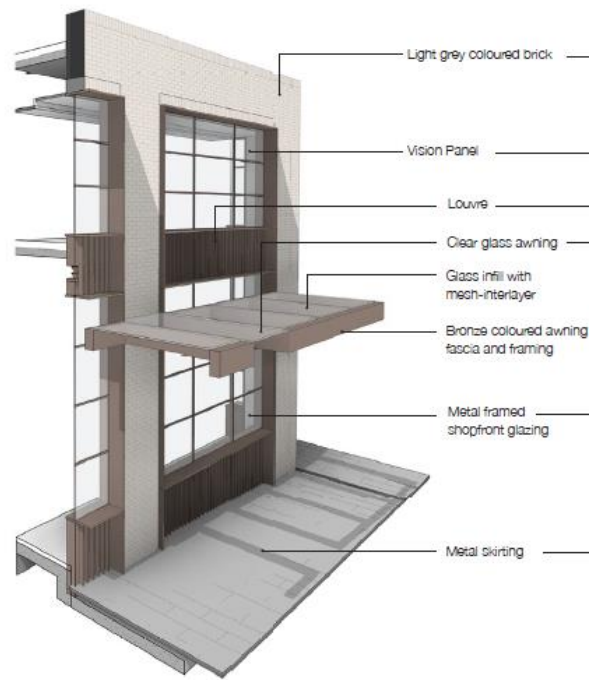 Light grey coloured brick
Vision Panel
Louvre
Clear glass awning
Glass infill with
mesh-interlayer
Bronze coloured awning
fascia and framing
Metal framed
shopfront glazing
Metal skirting